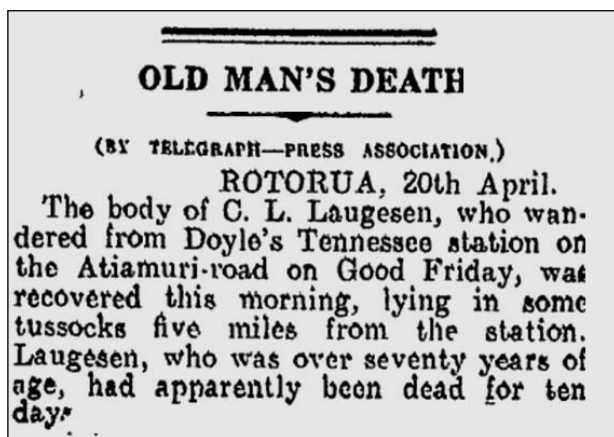 OLD MAN'S DEATH
(BY TELEGRAPH—PRESS ASSOCIATION.)
ROTORUA, 20th April.
The body of C. L. Laugesen, who wan-
dered from Doyle's Tennessee station on
the Atiamuri-road on Good Friday, was
recovered this morning, lying in some
tussocks five miles from the station.
Laugesen, who was over seventy years of
age, had apparently been dead for ten
days